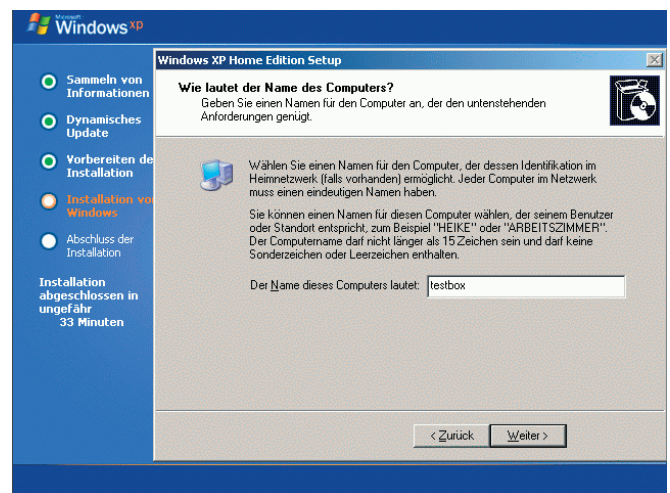 Microsoft
Windows xp
Windows XP Home Edition Setup
Sammeln von
Informationen
Dynamisches
Update
Vorbereiten de
Installation
Installation vo
Windows
Abschluss der
Installation
Installation
abgeschlossen in
ungefähr
33 Minuten
Wie lautet der Name des Computers?
Geben Sie einen Namen für den Computer an, der den untenstehenden
Anforderungen genügt.
Wählen Sie einen Namen für den Computer, der dessen Identifikation im
Heimnetzwerk (falls vorhanden) ermöglicht. Jeder Computer im Netzwerk
muss einen eindeutigen Namen haben.
Sie können einen Namen für diesen Computer wählen, der seinem Benutzer
oder Standort entspricht, zum Beispiel "HEIKE" oder "ARBEITSZIMMER".
Der Computername darf nicht länger als 15 Zeichen sein und darf keine
Sonderzeichen oder Leerzeichen enthalten.
Der Name dieses Computers lautet: testbox
< Zurück Weiter >